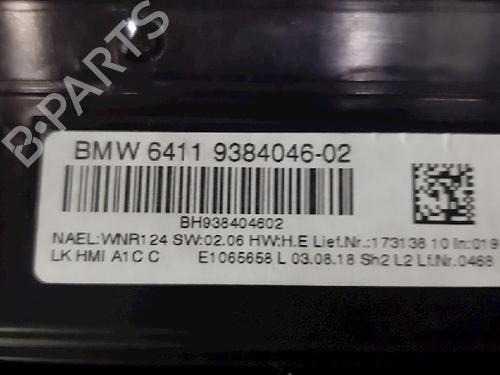 B-PARTS
BMW 6411 9384046-02
BH938404602
NAEL:WNR124 SW:02.06 HW:H.E Lief.Nr.:173138 10 In:019
LK HMI A1C C E1065658 L 03.08.18 Sh2 L2 Lf.Nr.0468